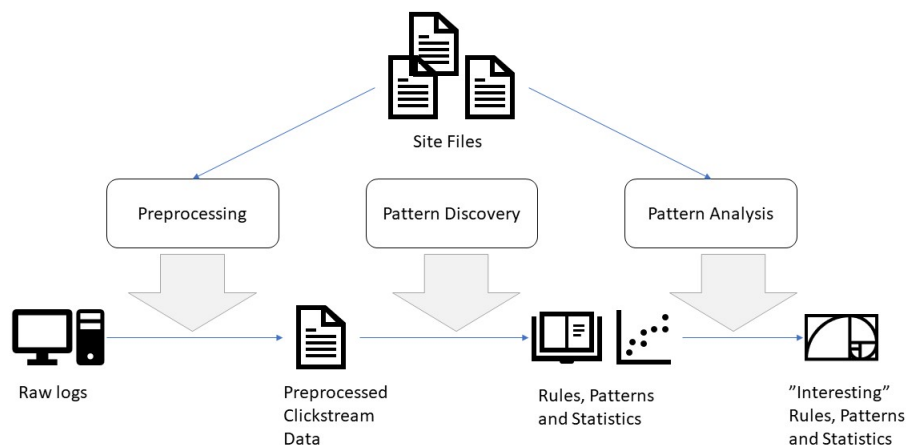 Site Files
Preprocessing
Pattern Discovery
Pattern Analysis
Raw logs
Preprocessed
Clickstream
Data
Rules, Patterns
and Statistics
”Interesting”
Rules, Patterns
and Statistics